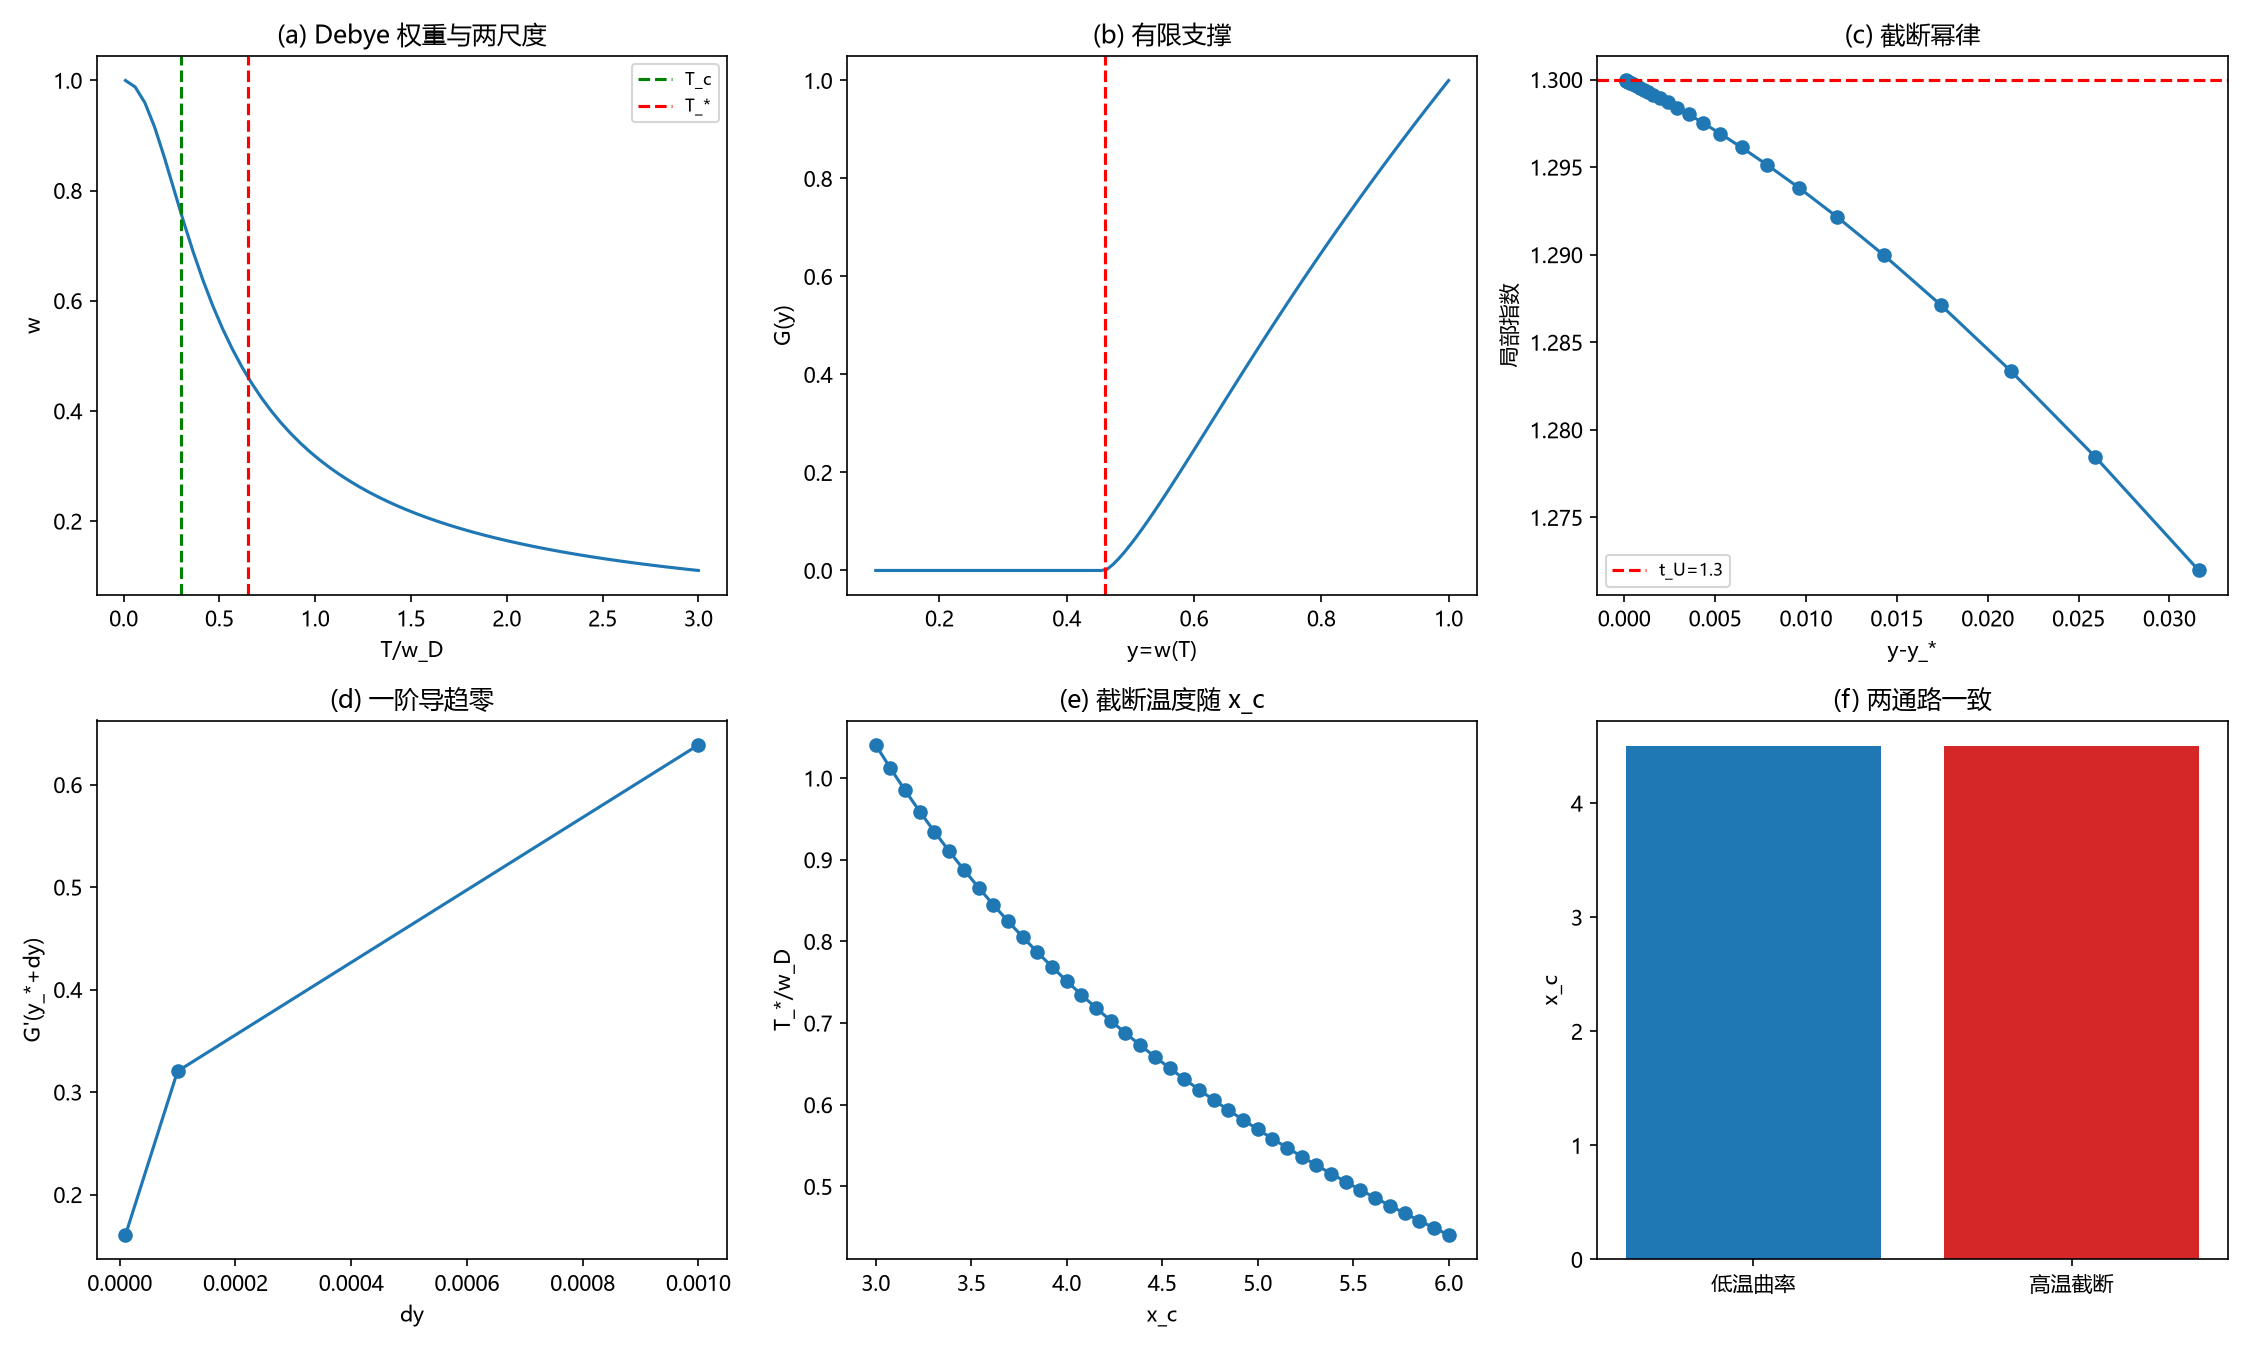 (a) Debye 权重与两尺度
1.0
0.8
0.6
0.4
0.2
w
0.0 0.5 1.0 1.5 2.0 2.5 3.0
T/w_D
T_c
T_*
(b) 有限支撑
1.0
0.8
0.6
0.4
0.2
0.0
G(y)
0.2 0.4 0.6 0.8 1.0
y=w(T)
(c) 截断幂律
1.300
1.295
1.290
1.285
1.280
1.275
局部指数
0.000 0.005 0.010 0.015 0.020 0.025 0.030
y-y_*
t_U=1.3
(d) 一阶导趋零
0.6
0.5
0.4
0.3
0.2
G'(y_*+dy)
0.0000 0.0002 0.0004 0.0006 0.0008 0.0010
dy
(e) 截断温度随 x_c
1.0
0.9
0.8
0.7
0.6
0.5
T_*/w_D
3.0 3.5 4.0 4.5 5.0 5.5 6.0
x_c
(f) 两通路一致
4
3
2
1
0
x_c
低温曲率 高温截断